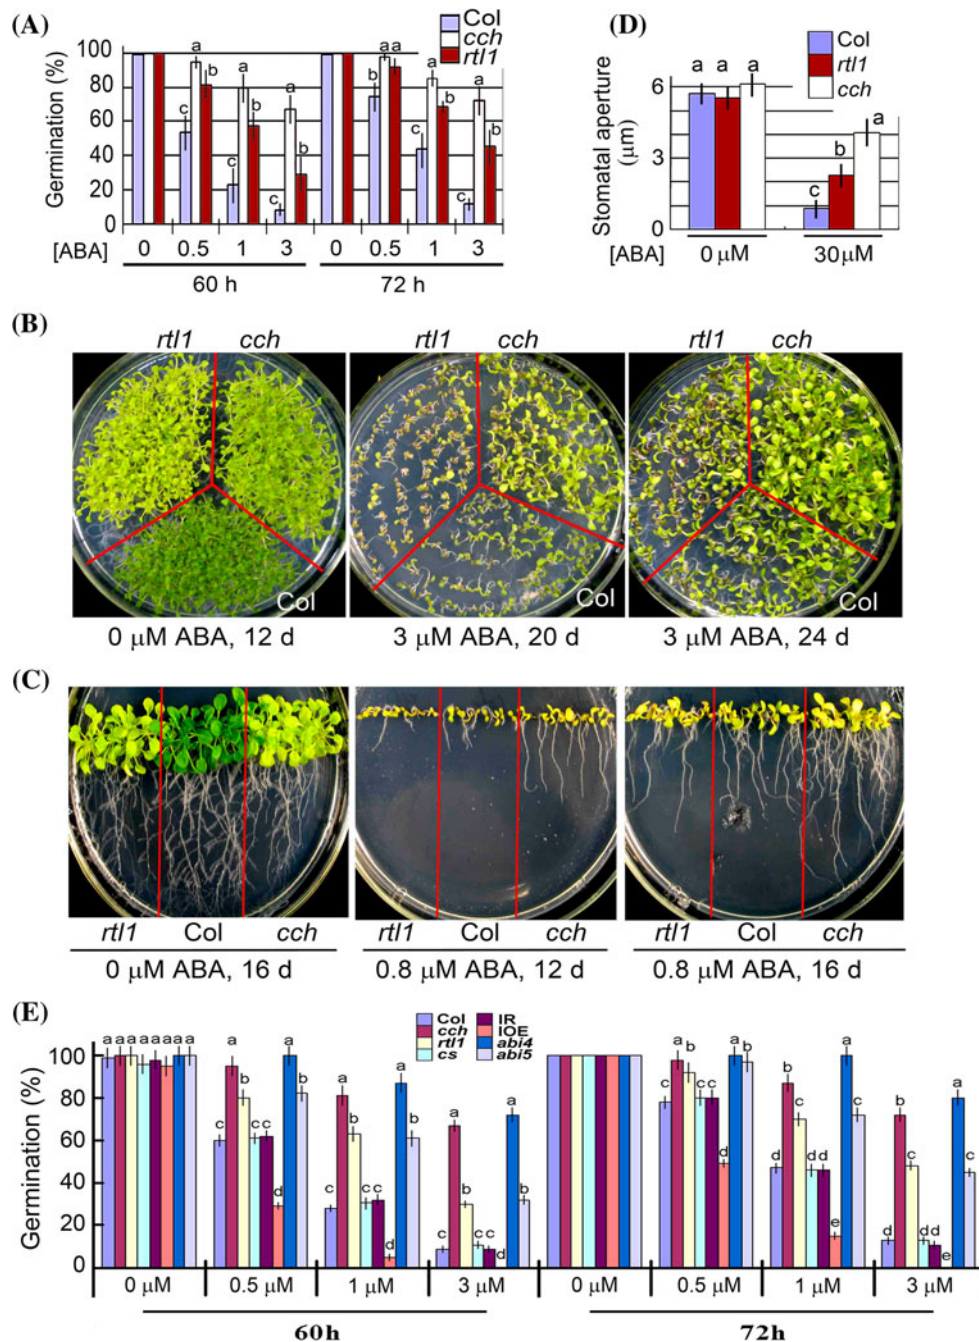 (A)
Col
cch
rtl1
Germination (%)
100
80
60
40
20
0
a a a
a a a a
b b b
b b b
c c c
c c
[ABA] 0 0.5 1 3 0 0.5 1 3
60 h 72 h
(D)
Col
rtl1
cch
Stomatal aperture (μm)
6
3
0
a a a
c b a
[ABA] 0 μM 30 μM
(B)
rtl1 cch
rtl1 cch
rtl1 cch
Col
Col
Col
0 μM ABA, 12 d
3 μM ABA, 20 d
3 μM ABA, 24 d
(C)
rtl1 Col cch
rtl1 Col cch
rtl1 Col cch
0 μM ABA, 16 d
0.8 μM ABA, 12 d
0.8 μM ABA, 16 d
(E)
Col IR
cch IOE
rtl1 abi4
cs abi5
Germination (%)
100
80
60
40
20
0
a a a a a a a a
c a b c c d a b
c a b c c d a b
c a b c c d a b
c a b c c d a a
d b c d d e a c
d b c d d e a c
0 μM 0.5 μM 1 μM 3 μM 0 μM 0.5 μM 1 μM 3 μM
60h 72h